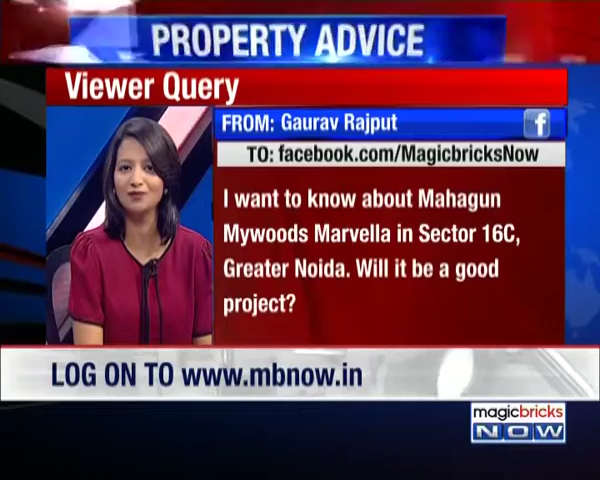 PROPERTY ADVICE
Viewer Query
FROM: Gaurav Rajput
f
TO: facebook.com/MagicbricksNow
I want to know about Mahagun
Mywoods Marvella in Sector 16C,
Greater Noida. Will it be a good
project?
LOG ON TO www.mbnow.in
magicbricks
NOW